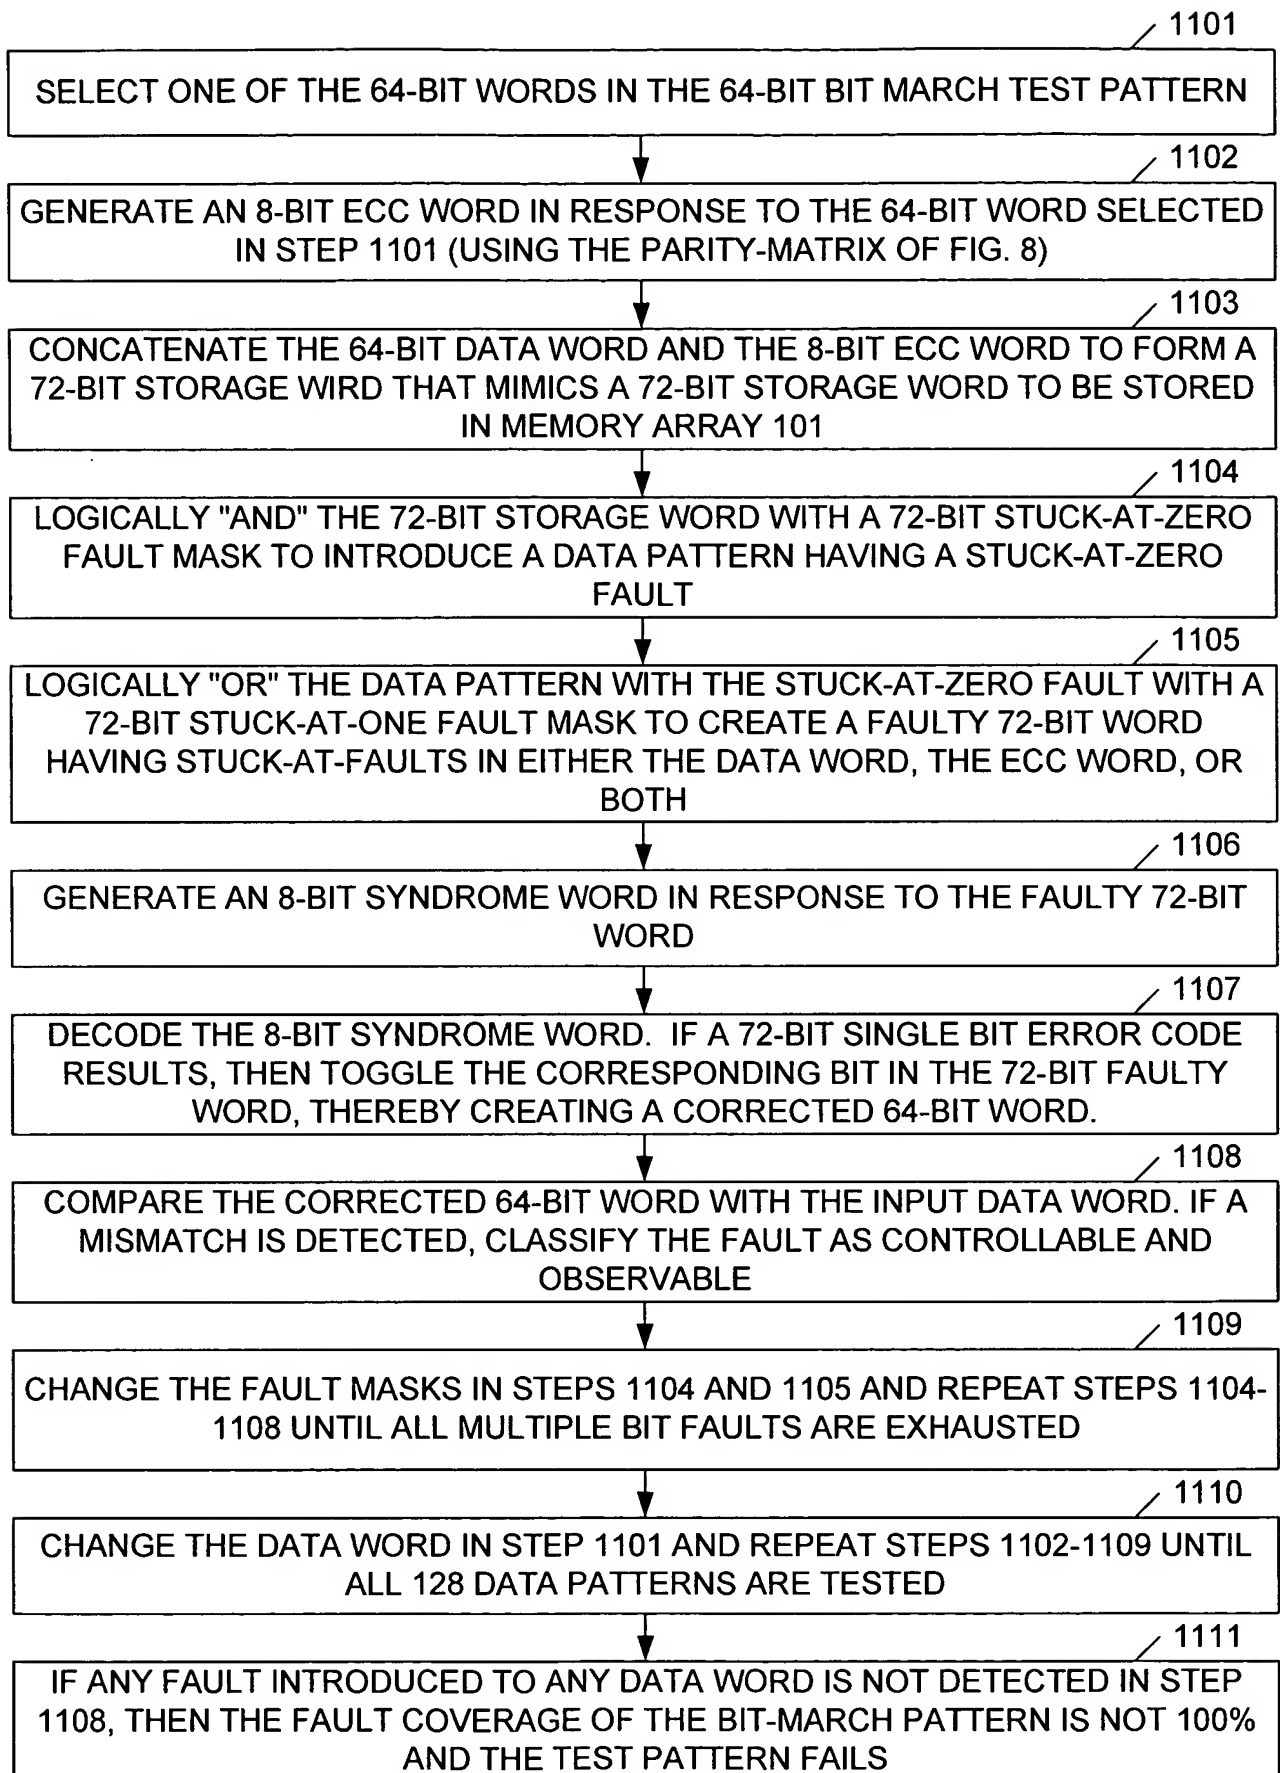 1101
SELECT ONE OF THE 64-BIT WORDS IN THE 64-BIT BIT MARCH TEST PATTERN
1102
GENERATE AN 8-BIT ECC WORD IN RESPONSE TO THE 64-BIT WORD SELECTED
IN STEP 1101 (USING THE PARITY-MATRIX OF FIG. 8)
1103
CONCATENATE THE 64-BIT DATA WORD AND THE 8-BIT ECC WORD TO FORM A
72-BIT STORAGE WIRD THAT MIMICS A 72-BIT STORAGE WORD TO BE STORED
IN MEMORY ARRAY 101
1104
LOGICALLY "AND" THE 72-BIT STORAGE WORD WITH A 72-BIT STUCK-AT-ZERO
FAULT MASK TO INTRODUCE A DATA PATTERN HAVING A STUCK-AT-ZERO
FAULT
1105
LOGICALLY "OR" THE DATA PATTERN WITH THE STUCK-AT-ZERO FAULT WITH A
72-BIT STUCK-AT-ONE FAULT MASK TO CREATE A FAULTY 72-BIT WORD
HAVING STUCK-AT-FAULTS IN EITHER THE DATA WORD, THE ECC WORD, OR
BOTH
1106
GENERATE AN 8-BIT SYNDROME WORD IN RESPONSE TO THE FAULTY 72-BIT
WORD
1107
DECODE THE 8-BIT SYNDROME WORD. IF A 72-BIT SINGLE BIT ERROR CODE
RESULTS, THEN TOGGLE THE CORRESPONDING BIT IN THE 72-BIT FAULTY
WORD, THEREBY CREATING A CORRECTED 64-BIT WORD.
1108
COMPARE THE CORRECTED 64-BIT WORD WITH THE INPUT DATA WORD. IF A
MISMATCH IS DETECTED, CLASSIFY THE FAULT AS CONTROLLABLE AND
OBSERVABLE
1109
CHANGE THE FAULT MASKS IN STEPS 1104 AND 1105 AND REPEAT STEPS 1104-
1108 UNTIL ALL MULTIPLE BIT FAULTS ARE EXHAUSTED
1110
CHANGE THE DATA WORD IN STEP 1101 AND REPEAT STEPS 1102-1109 UNTIL
ALL 128 DATA PATTERNS ARE TESTED
1111
IF ANY FAULT INTRODUCED TO ANY DATA WORD IS NOT DETECTED IN STEP
1108, THEN THE FAULT COVERAGE OF THE BIT-MARCH PATTERN IS NOT 100%
AND THE TEST PATTERN FAILS